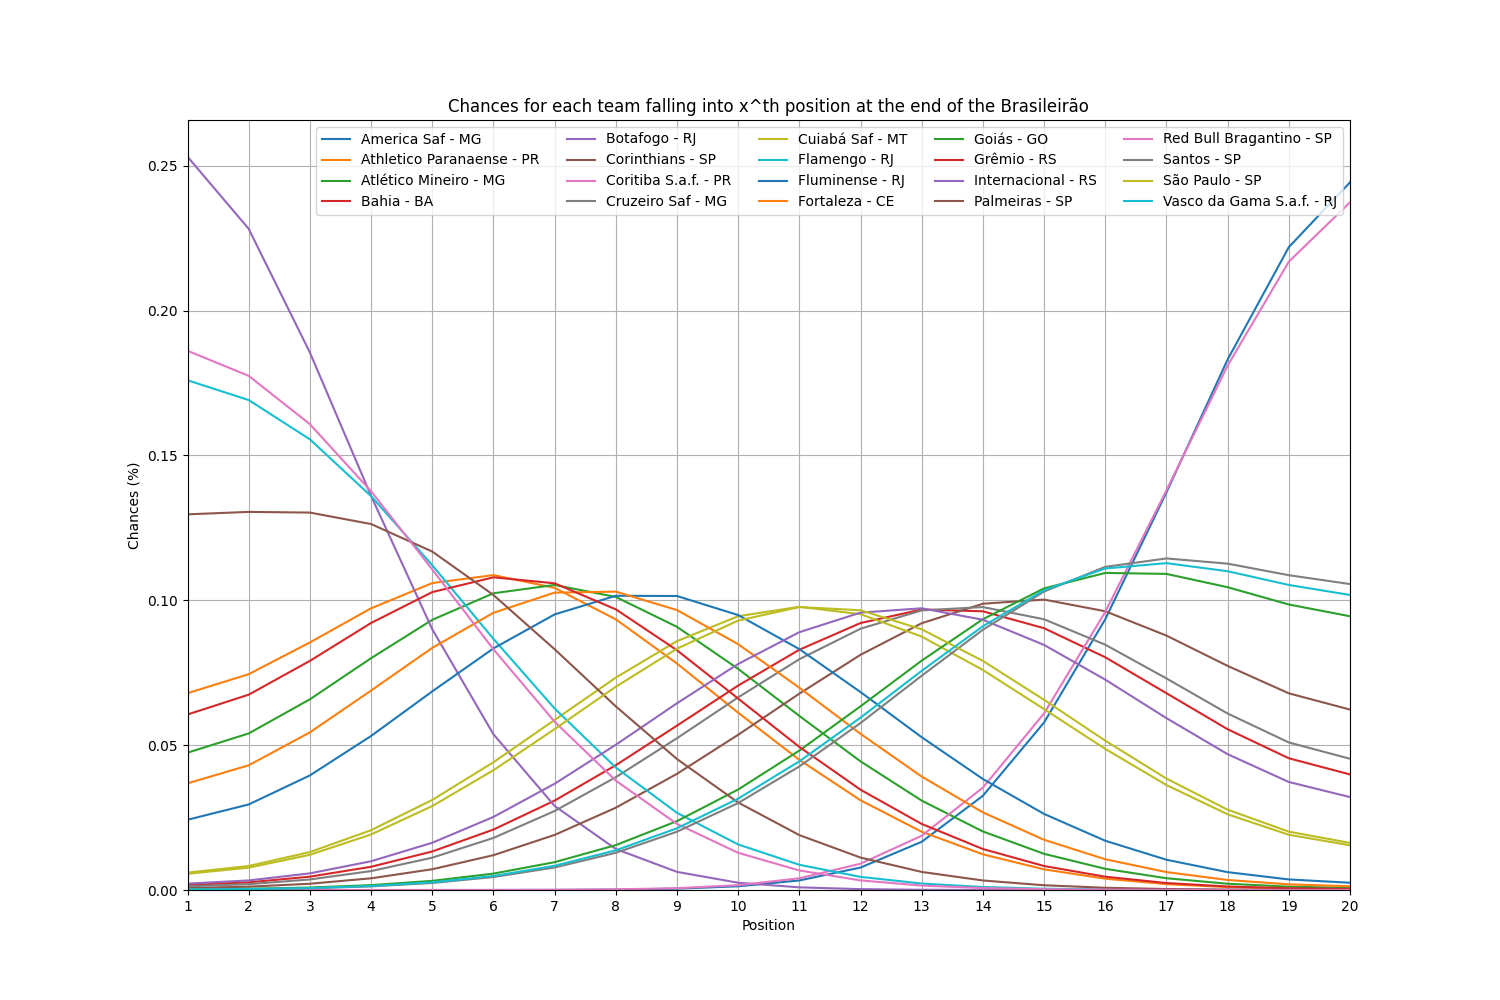 Chances for each team falling into x^th position at the end of the Brasileirão
America Saf - MG
Athletico Paranaense - PR
Atlético Mineiro - MG
Bahia - BA
Botafogo - RJ
Corinthians - SP
Coritiba S.a.f. - PR
Cruzeiro Saf - MG
Cuiabá Saf - MT
Flamengo - RJ
Fluminense - RJ
Fortaleza - CE
Goiás - GO
Grêmio - RS
Internacional - RS
Palmeiras - SP
Red Bull Bragantino - SP
Santos - SP
São Paulo - SP
Vasco da Gama S.a.f. - RJ
Chances (%)
0.25
0.20
0.15
0.10
0.05
0.00
1 2 3 4 5 6 7 8 9 10 11 12 13 14 15 16 17 18 19 20
Position